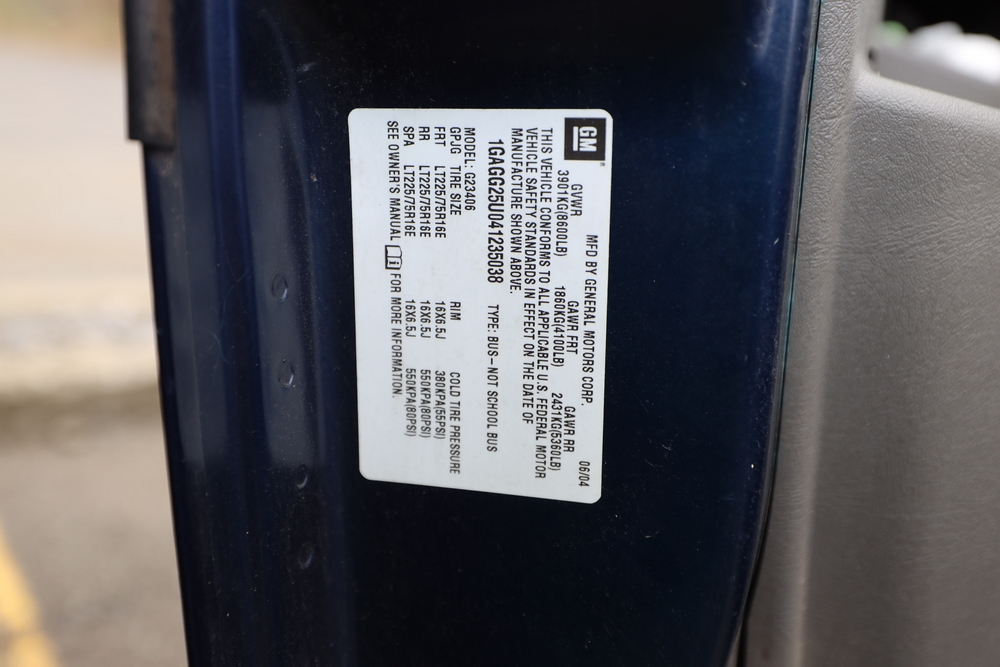 GM
MFD BY GENERAL MOTORS CORP. 06/04
GVWR GAWR FRT GAWR RR
3901KG(8600LB) 1860KG(4100LB) 2431KG(5360LB)
THIS VEHICLE CONFORMS TO ALL APPLICABLE U.S. FEDERAL MOTOR
VEHICLE SAFETY STANDARDS IN EFFECT ON THE DATE OF
MANUFACTURE SHOWN ABOVE.
1GAGG25U041235038 TYPE: BUS-NOT SCHOOL BUS
MODEL: G23406
GPJG TIRE SIZE RIM COLD TIRE PRESSURE
FRT LT225/75R16E 16X6.5J 380KPA(55PSI)
RR LT225/75R16E 16X6.5J 550KPA(80PSI)
SPA LT225/75R16E 16X6.5J 550KPA(80PSI)
SEE OWNER'S MANUAL FOR MORE INFORMATION.